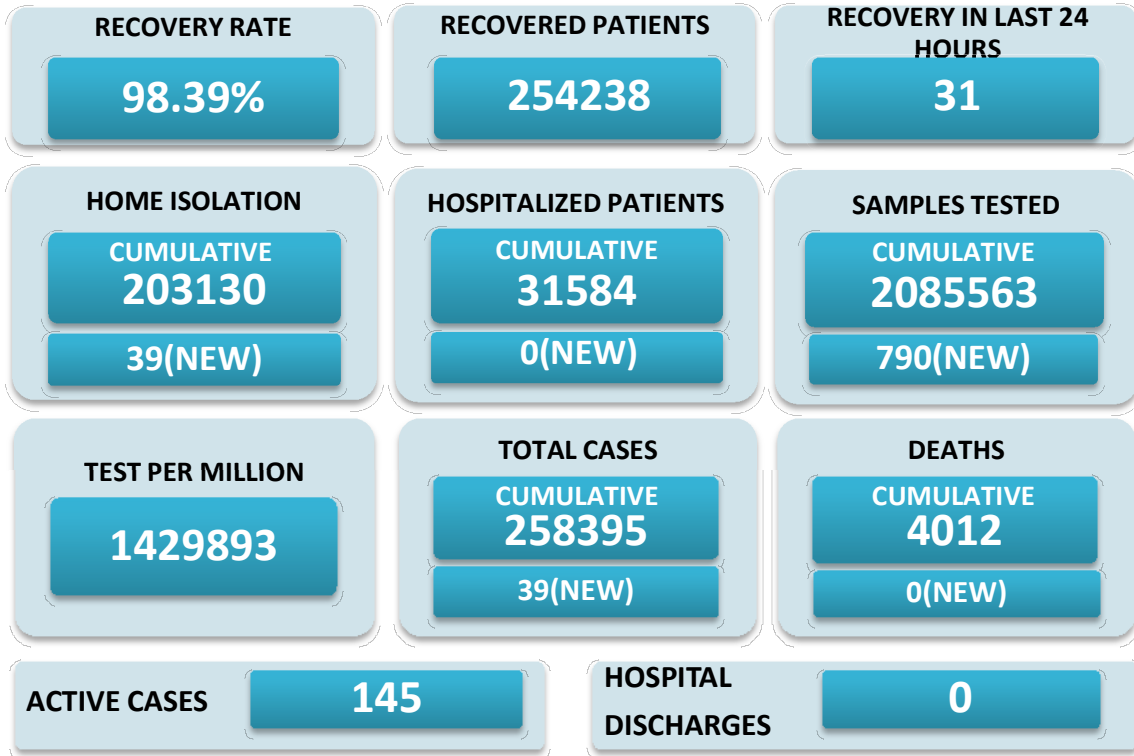 RECOVERY RATE
98.39%
RECOVERED PATIENTS
254238
RECOVERY IN LAST 24
HOURS
31
HOME ISOLATION
CUMULATIVE
203130
39(NEW)
HOSPITALIZED PATIENTS
CUMULATIVE
31584
0(NEW)
SAMPLES TESTED
CUMULATIVE
2085563
790(NEW)
TEST PER MILLION
1429893
TOTAL CASES
CUMULATIVE
258395
39(NEW)
DEATHS
CUMULATIVE
4012
0(NEW)
ACTIVE CASES
145
HOSPITAL
DISCHARGES
0